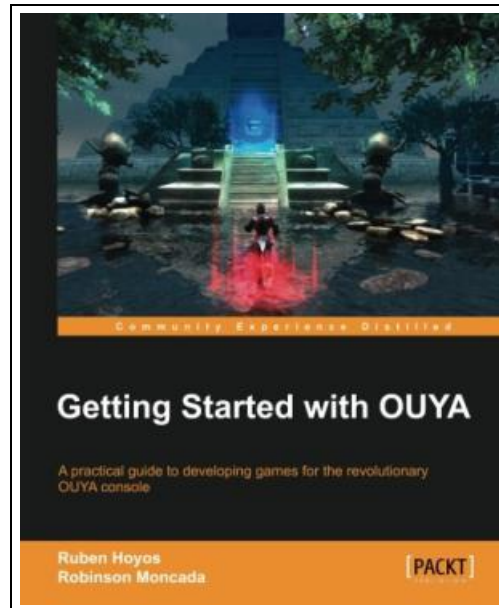 Community Experience Distilled
Getting Started with OUYA
A practical guide to developing games for the revolutionary
OUYA console
Ruben Hoyos
Robinson Moncada
[PACKT]